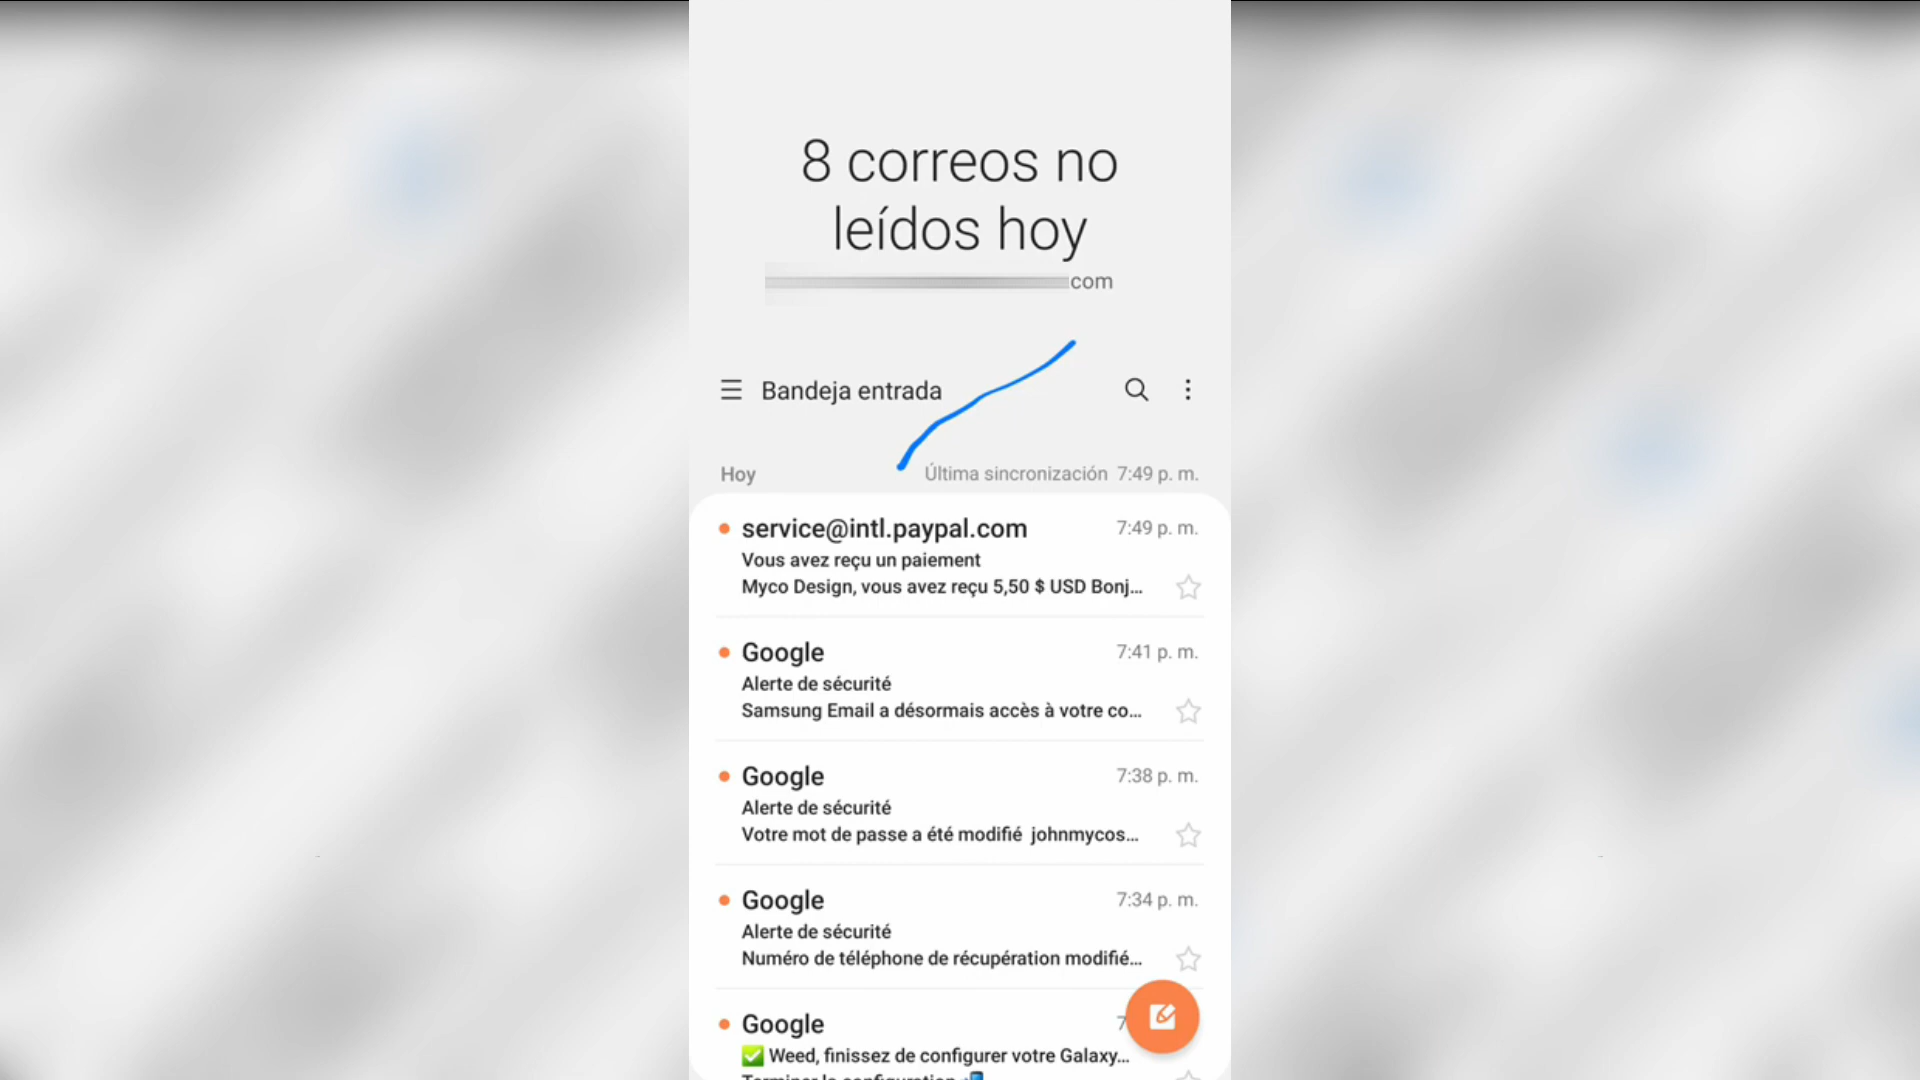 8 correos no
leídos hoy
com
Bandeja entrada
Hoy
Última sincronización 7:49 p. m.
service@intl.paypal.com
7:49 p. m.
Vous avez reçu un paiement
Myco Design, vous avez reçu 5,50 $ USD Bonj...
Google
7:41 p. m.
Alerte de sécurité
Samsung Email a désormais accès à votre co...
Google
7:38 p. m.
Alerte de sécurité
Votre mot de passe a été modifié johnmycos...
Google
7:34 p. m.
Alerte de sécurité
Numéro de téléphone de récupération modifié...
Google
7
✅ Weed, finissez de configurer votre Galaxy...
Terminer la configuration